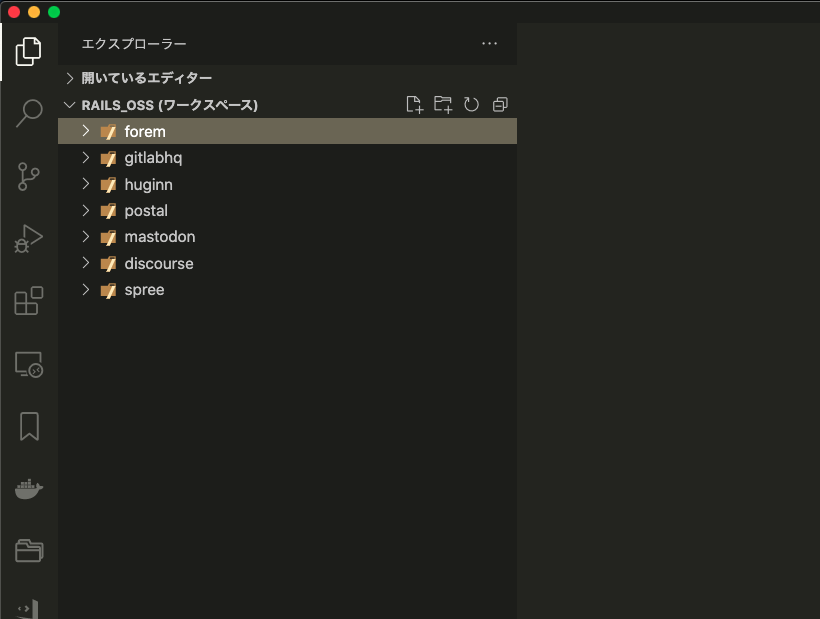 エクスプローラー
開いているエディター
RAILS_OSS (ワークスペース)
forem
gitlabhq
huginn
postal
mastodon
discourse
spree